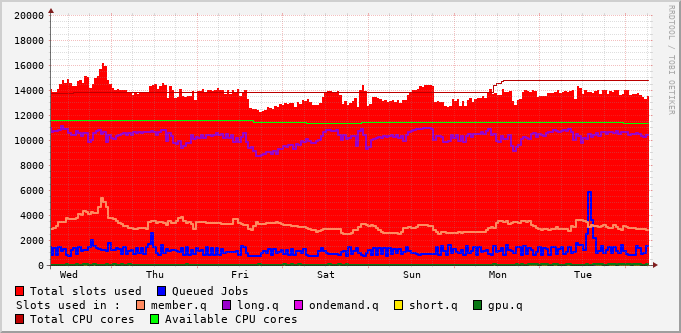 20000
18000
16000
14000
12000
10000
8000
6000
4000
2000
0
Wed Thu Fri Sat Sun Mon Tue
RRDTOOL / TOBI OETIKER
Total slots used Queued Jobs
Slots used in : member.q long.q ondemand.q short.q gpu.q
Total CPU cores Available CPU cores